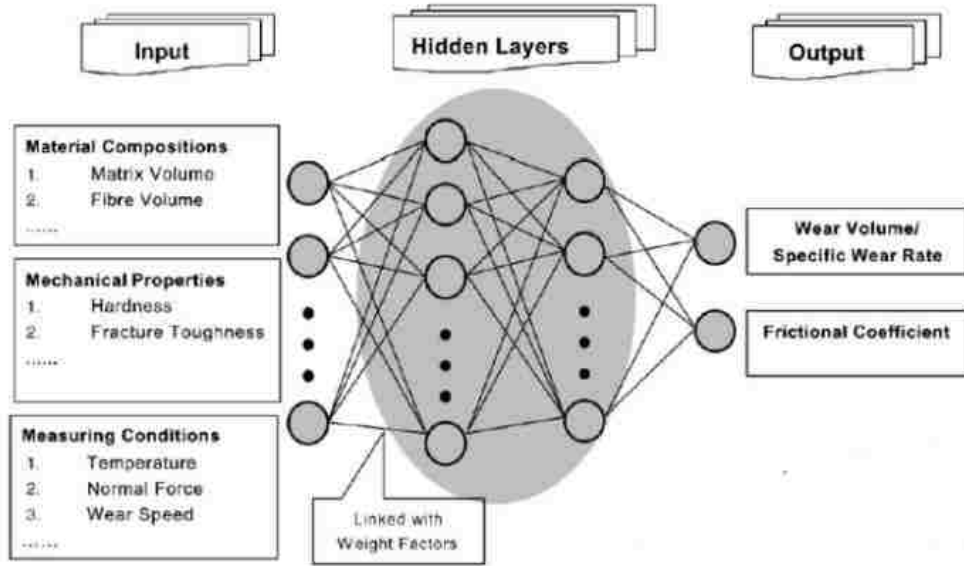 Input
Hidden Layers
Output
Material Compositions
1. Matrix Volume
2. Fibre Volume
......
Mechanical Properties
1. Hardness
2. Fracture Toughness
......
Measuring Conditions
1. Temperature
2. Normal Force
3. Wear Speed
......
Linked with
Weight Factors
Wear Volume/
Specific Wear Rate
Frictional Coefficient